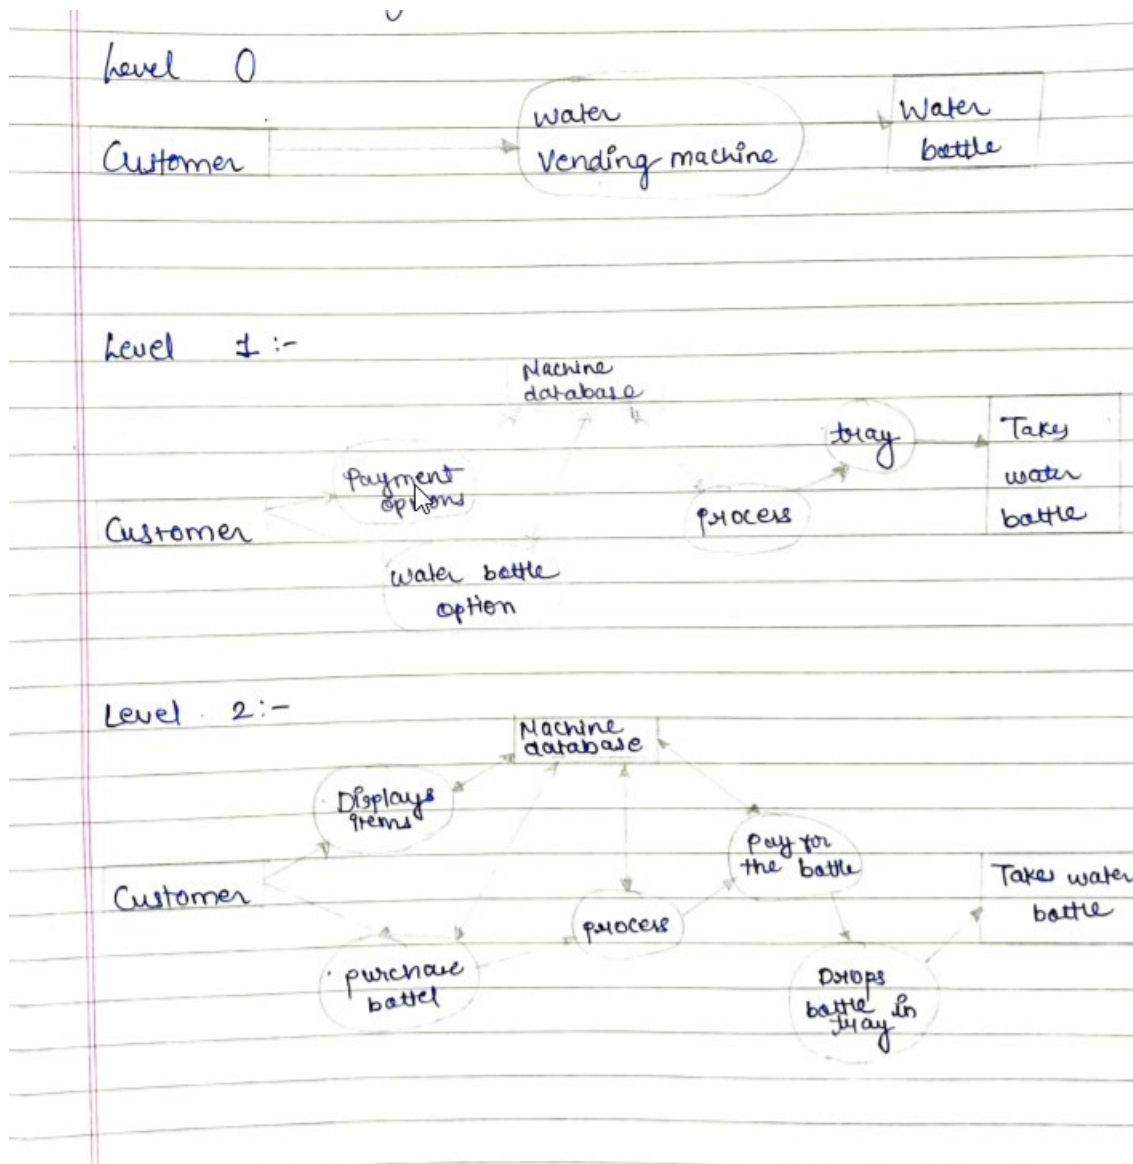 Level 0
Customer
Water
Vending machine
Water
bottle
Level 1 :-
Machine
database
Payment
options
Customer
water bottle
option
process
tray
Takes
water
bottle
Level 2:-
Machine
database
Displays
items
Customer
purchase
bottel
process
Pay for
the bottle
Drops
bottle in
tray
Takes water
bottle